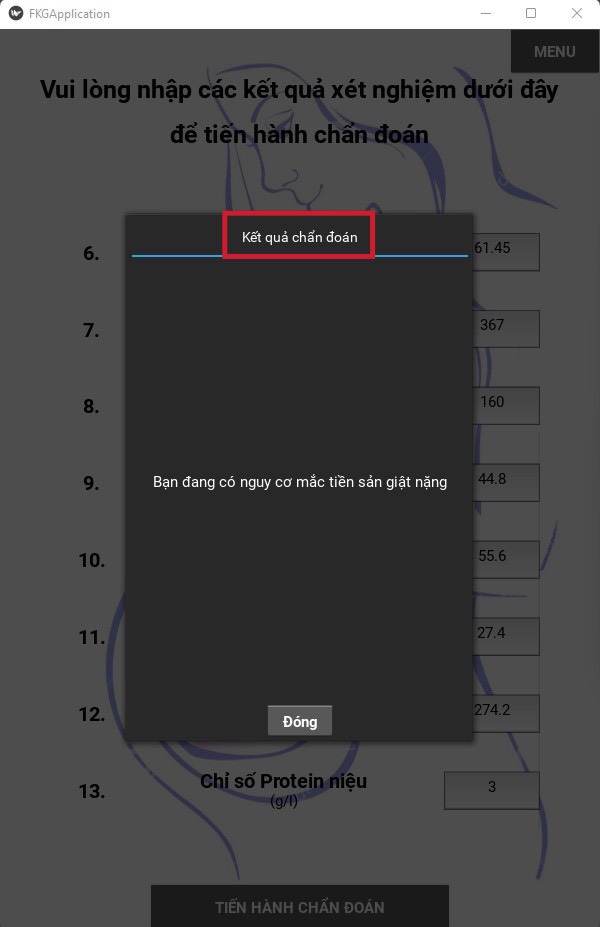 FKGApplication
MENU
Vui lòng nhập các kết quả xét nghiệm dưới đây
để tiến hành chẩn đoán
Kết quả chẩn đoán
6.
61.45
7.
367
8.
160
Bạn đang có nguy cơ mắc tiền sản giật nặng
9.
44.8
10.
55.6
11.
27.4
12.
274.2
Đóng
13.
Chỉ số Protein niệu
(g/l)
3
TIẾN HÀNH CHẨN ĐOÁN